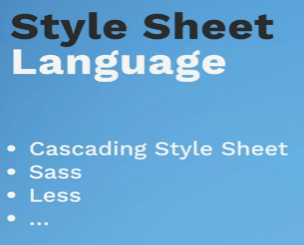 Style Sheet
Language
• Cascading Style Sheet
• Sass
• Less
• ...